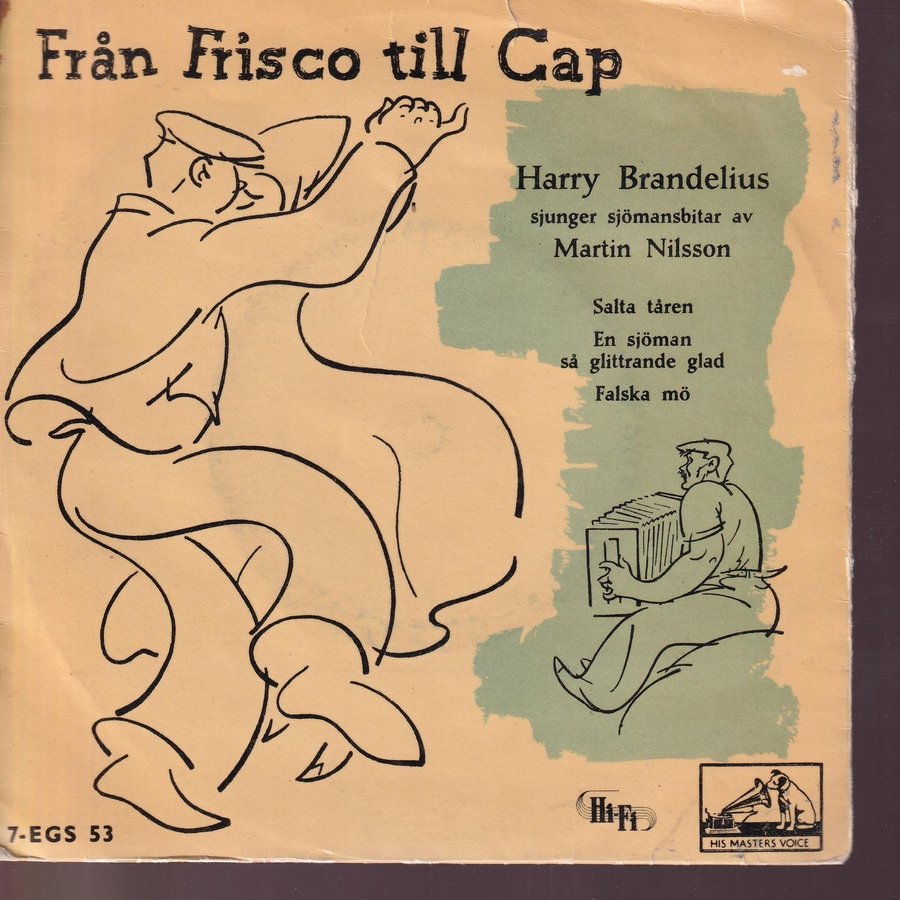 Från Frisco till Cap
Harry Brandelius
sjunger sjömansbitar av
Martin Nilsson
Salta tåren
En sjöman
så glittrande glad
Falska mö
Hi-Fi
7-EGS 53
HIS MASTERS VOICE